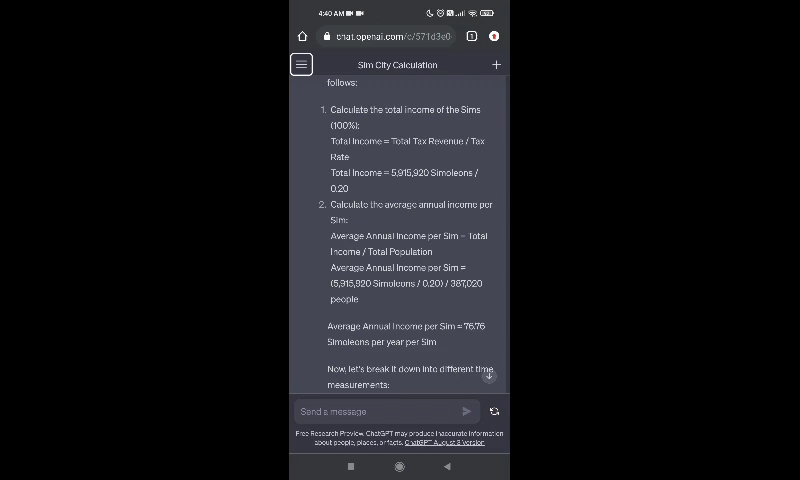 4:40 AM
chat.openai.com/c/571d3e0
1
Sim City Calculation
follows:
1. Calculate the total income of the Sims
(100%):
Total Income = Total Tax Revenue / Tax
Rate
Total Income = 5,915,920 Simoleons /
0.20
2. Calculate the average annual income per
Sim:
Average Annual Income per Sim = Total
Income / Total Population
Average Annual Income per Sim =
(5,915,920 Simoleons / 0.20) / 387,020
people
Average Annual Income per Sim ≈ 76.76
Simoleons per year per Sim
Now, let's break it down into different time
measurements:
Send a message
Free Research Preview. ChatGPT may produce inaccurate information
about people, places, or facts. ChatGPT August 3 Version